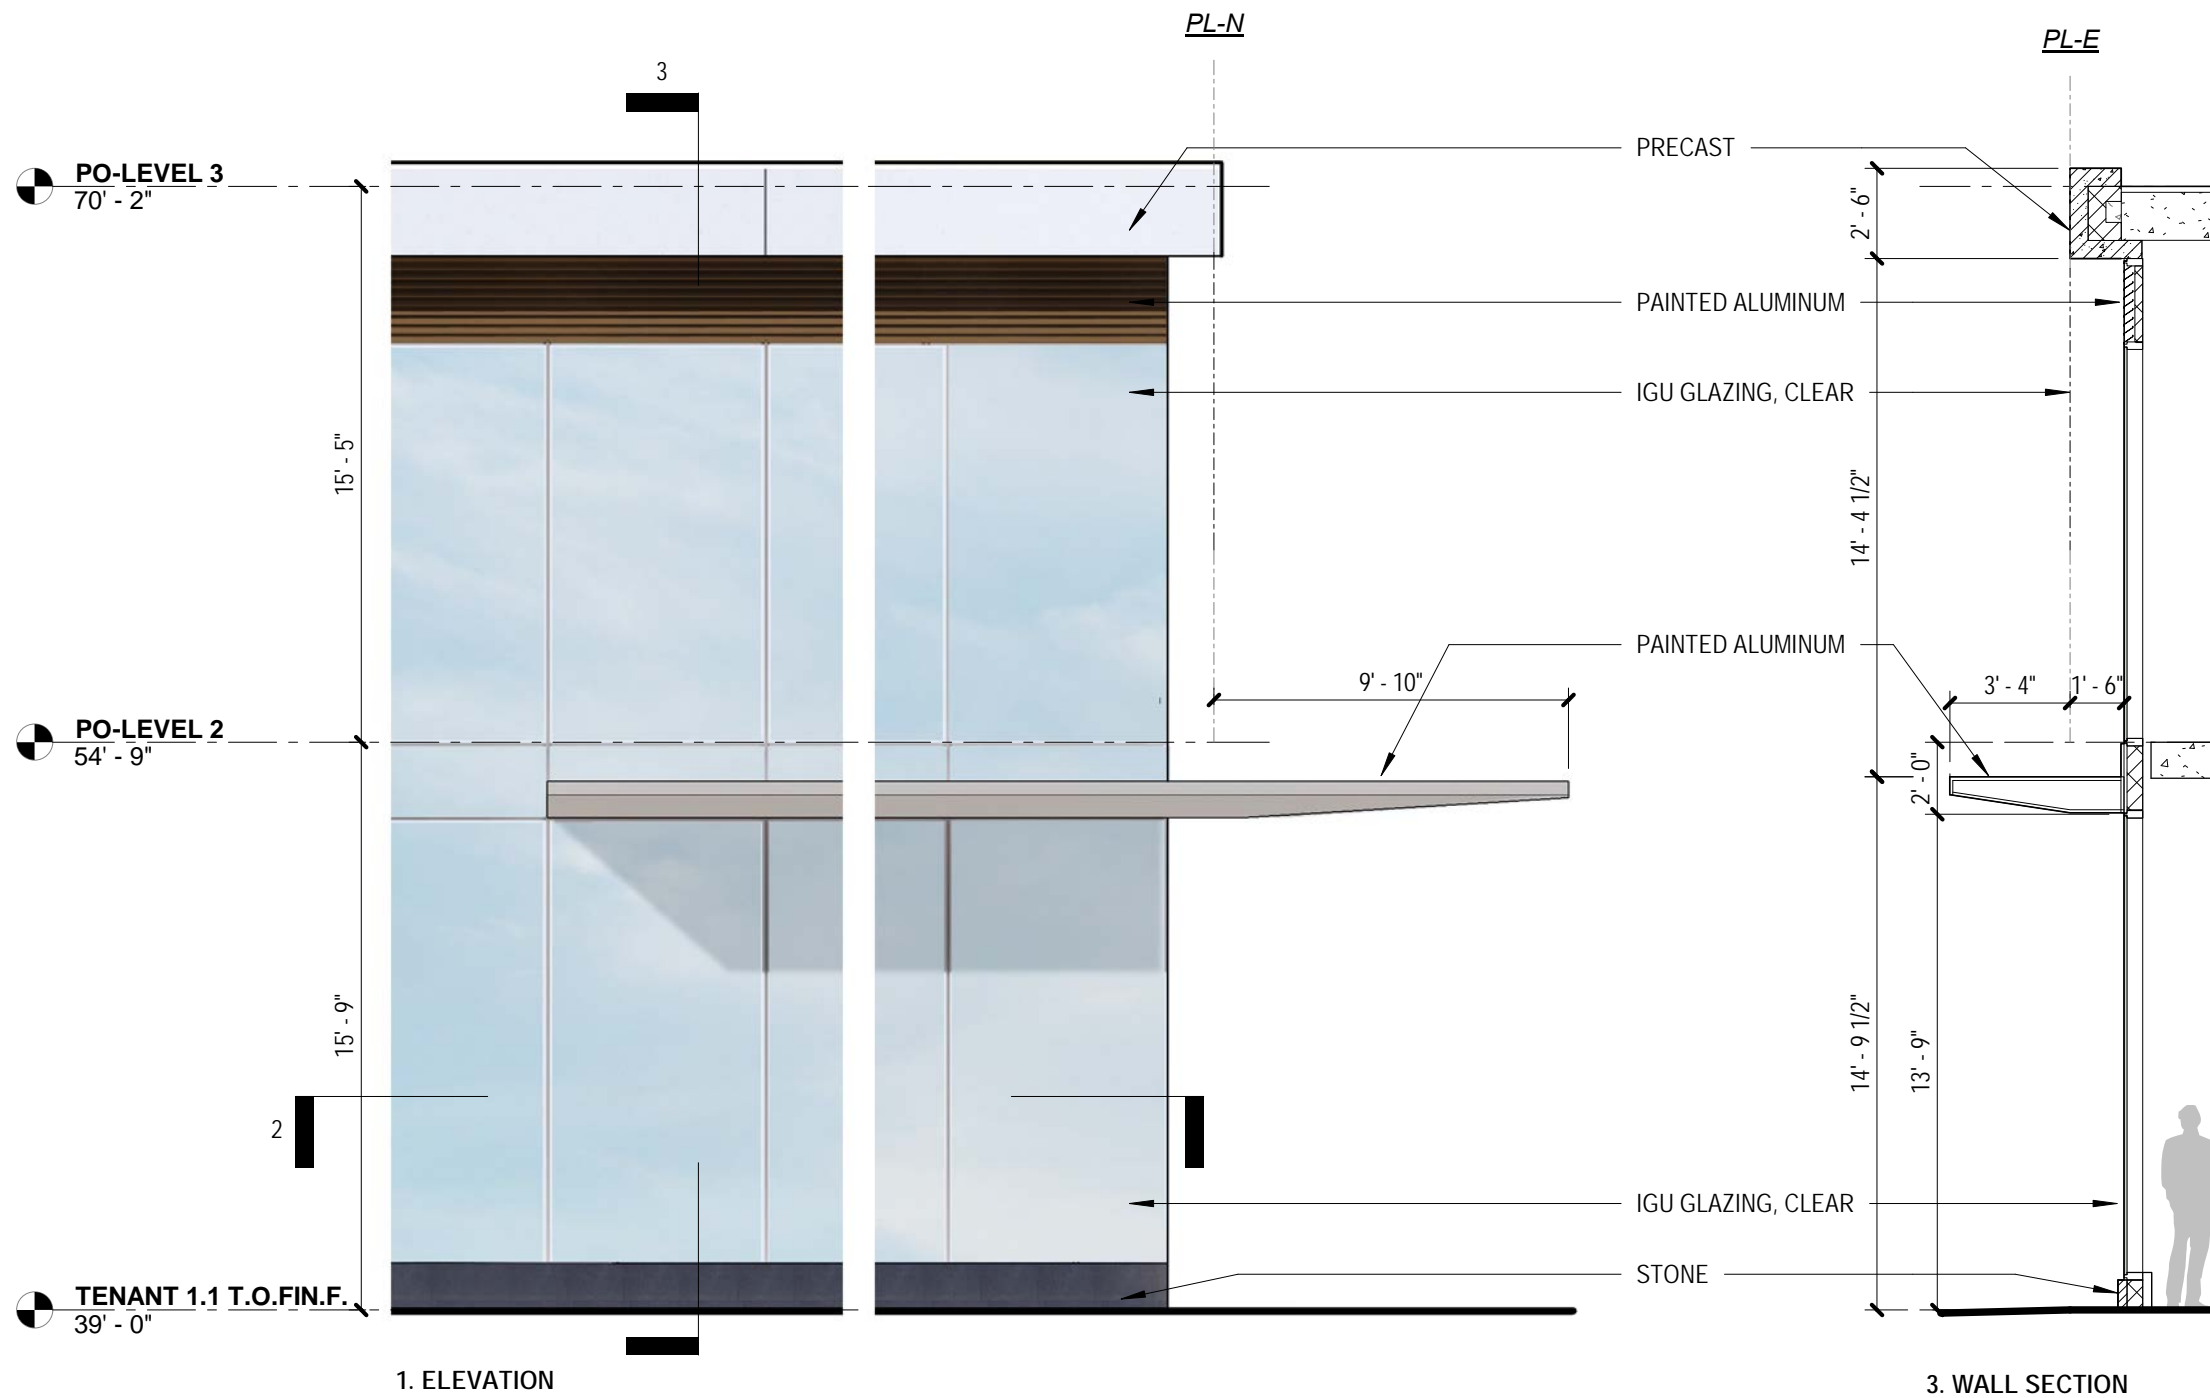 PL-N
PL-E
3
PRECAST
PO-LEVEL 3
70' - 2"
2' - 6"
PAINTED ALUMINUM
IGU GLAZING, CLEAR
15' - 5"
14' - 4 1/2"
PAINTED ALUMINUM
9' - 10"
3' - 4"
1' - 6"
PO-LEVEL 2
54' - 9"
2' - 0"
15' - 9"
14' - 9 1/2"
13' - 9"
2
IGU GLAZING, CLEAR
STONE
TENANT 1.1 T.O.FIN.F.
39' - 0"
1. ELEVATION
3. WALL SECTION